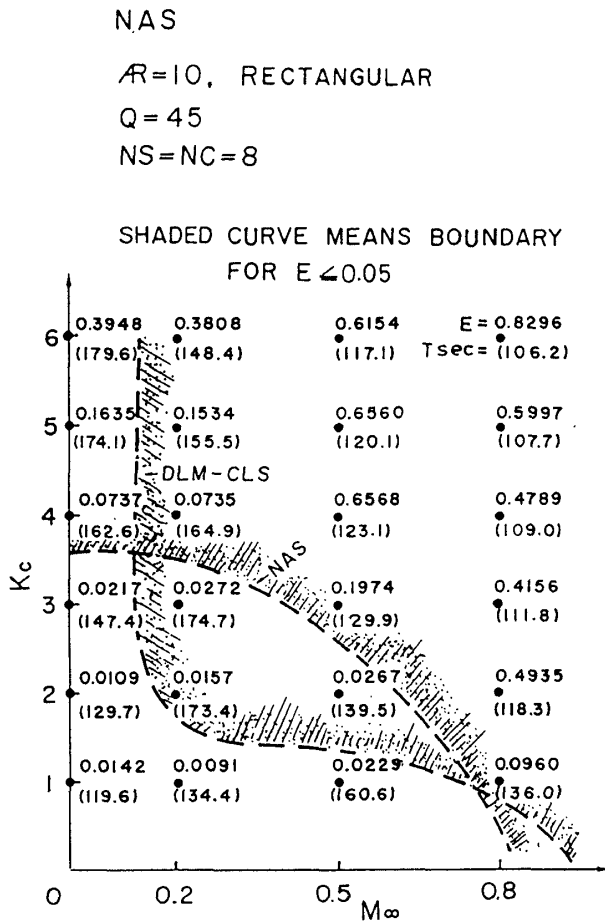 NAS
AR=10, RECTANGULAR
Q=45
NS=NC=8
SHADED CURVE MEANS BOUNDARY
FOR E<0.05
6 0.3948 0.3808 0.6154 E= 0.8296
(179.6) (148.4) (117.1) Tsec= (106.2)
5 0.1635 0.1534 0.6560 0.5997
(174.1) (155.5) (120.1) (107.7)
DLM-CLS
4 0.0737 0.0735 0.6568 0.4789
(162.6) (164.9) (123.1) (109.0)
NAS
Kc
3 0.0217 0.0272 0.1974 0.4156
(147.4) (174.7) (129.9) (111.8)
2 0.0109 0.0157 0.0267 0.4935
(129.7) (173.4) (139.5) (118.3)
1 0.0142 0.0091 0.0229 0.0960
(119.6) (134.4) (160.6) (136.0)
0 0.2 0.5 0.8
M∞